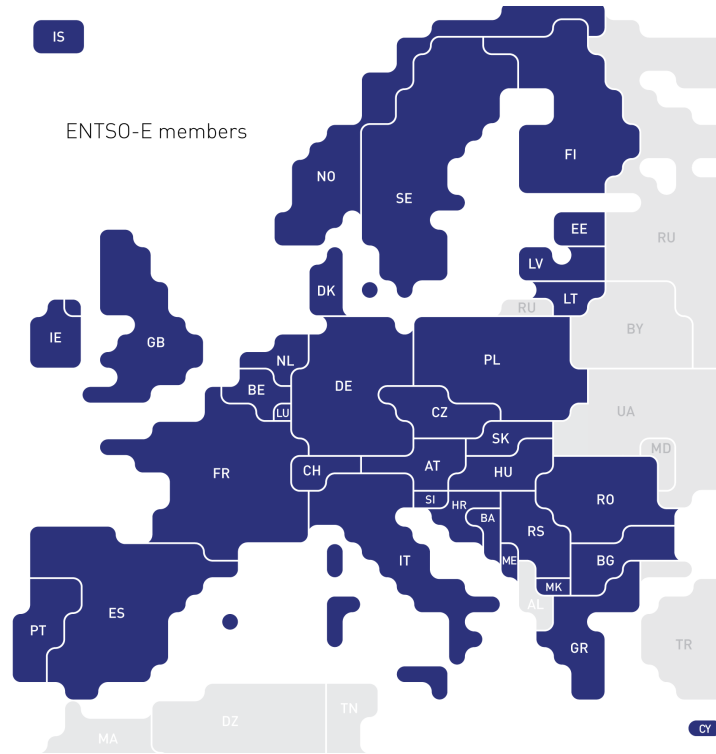 IS
ENTSO-E members
NO
SE
FI
EE
RU
LV
DK
LT
RU
BY
IE
GB
NL
PL
BE
DE
LU
CZ
UA
SK
MD
FR
CH
AT
HU
SI
HR
RO
BA
RS
IT
ME
BG
MK
AL
ES
PT
GR
TR
TN
DZ
CY
MA